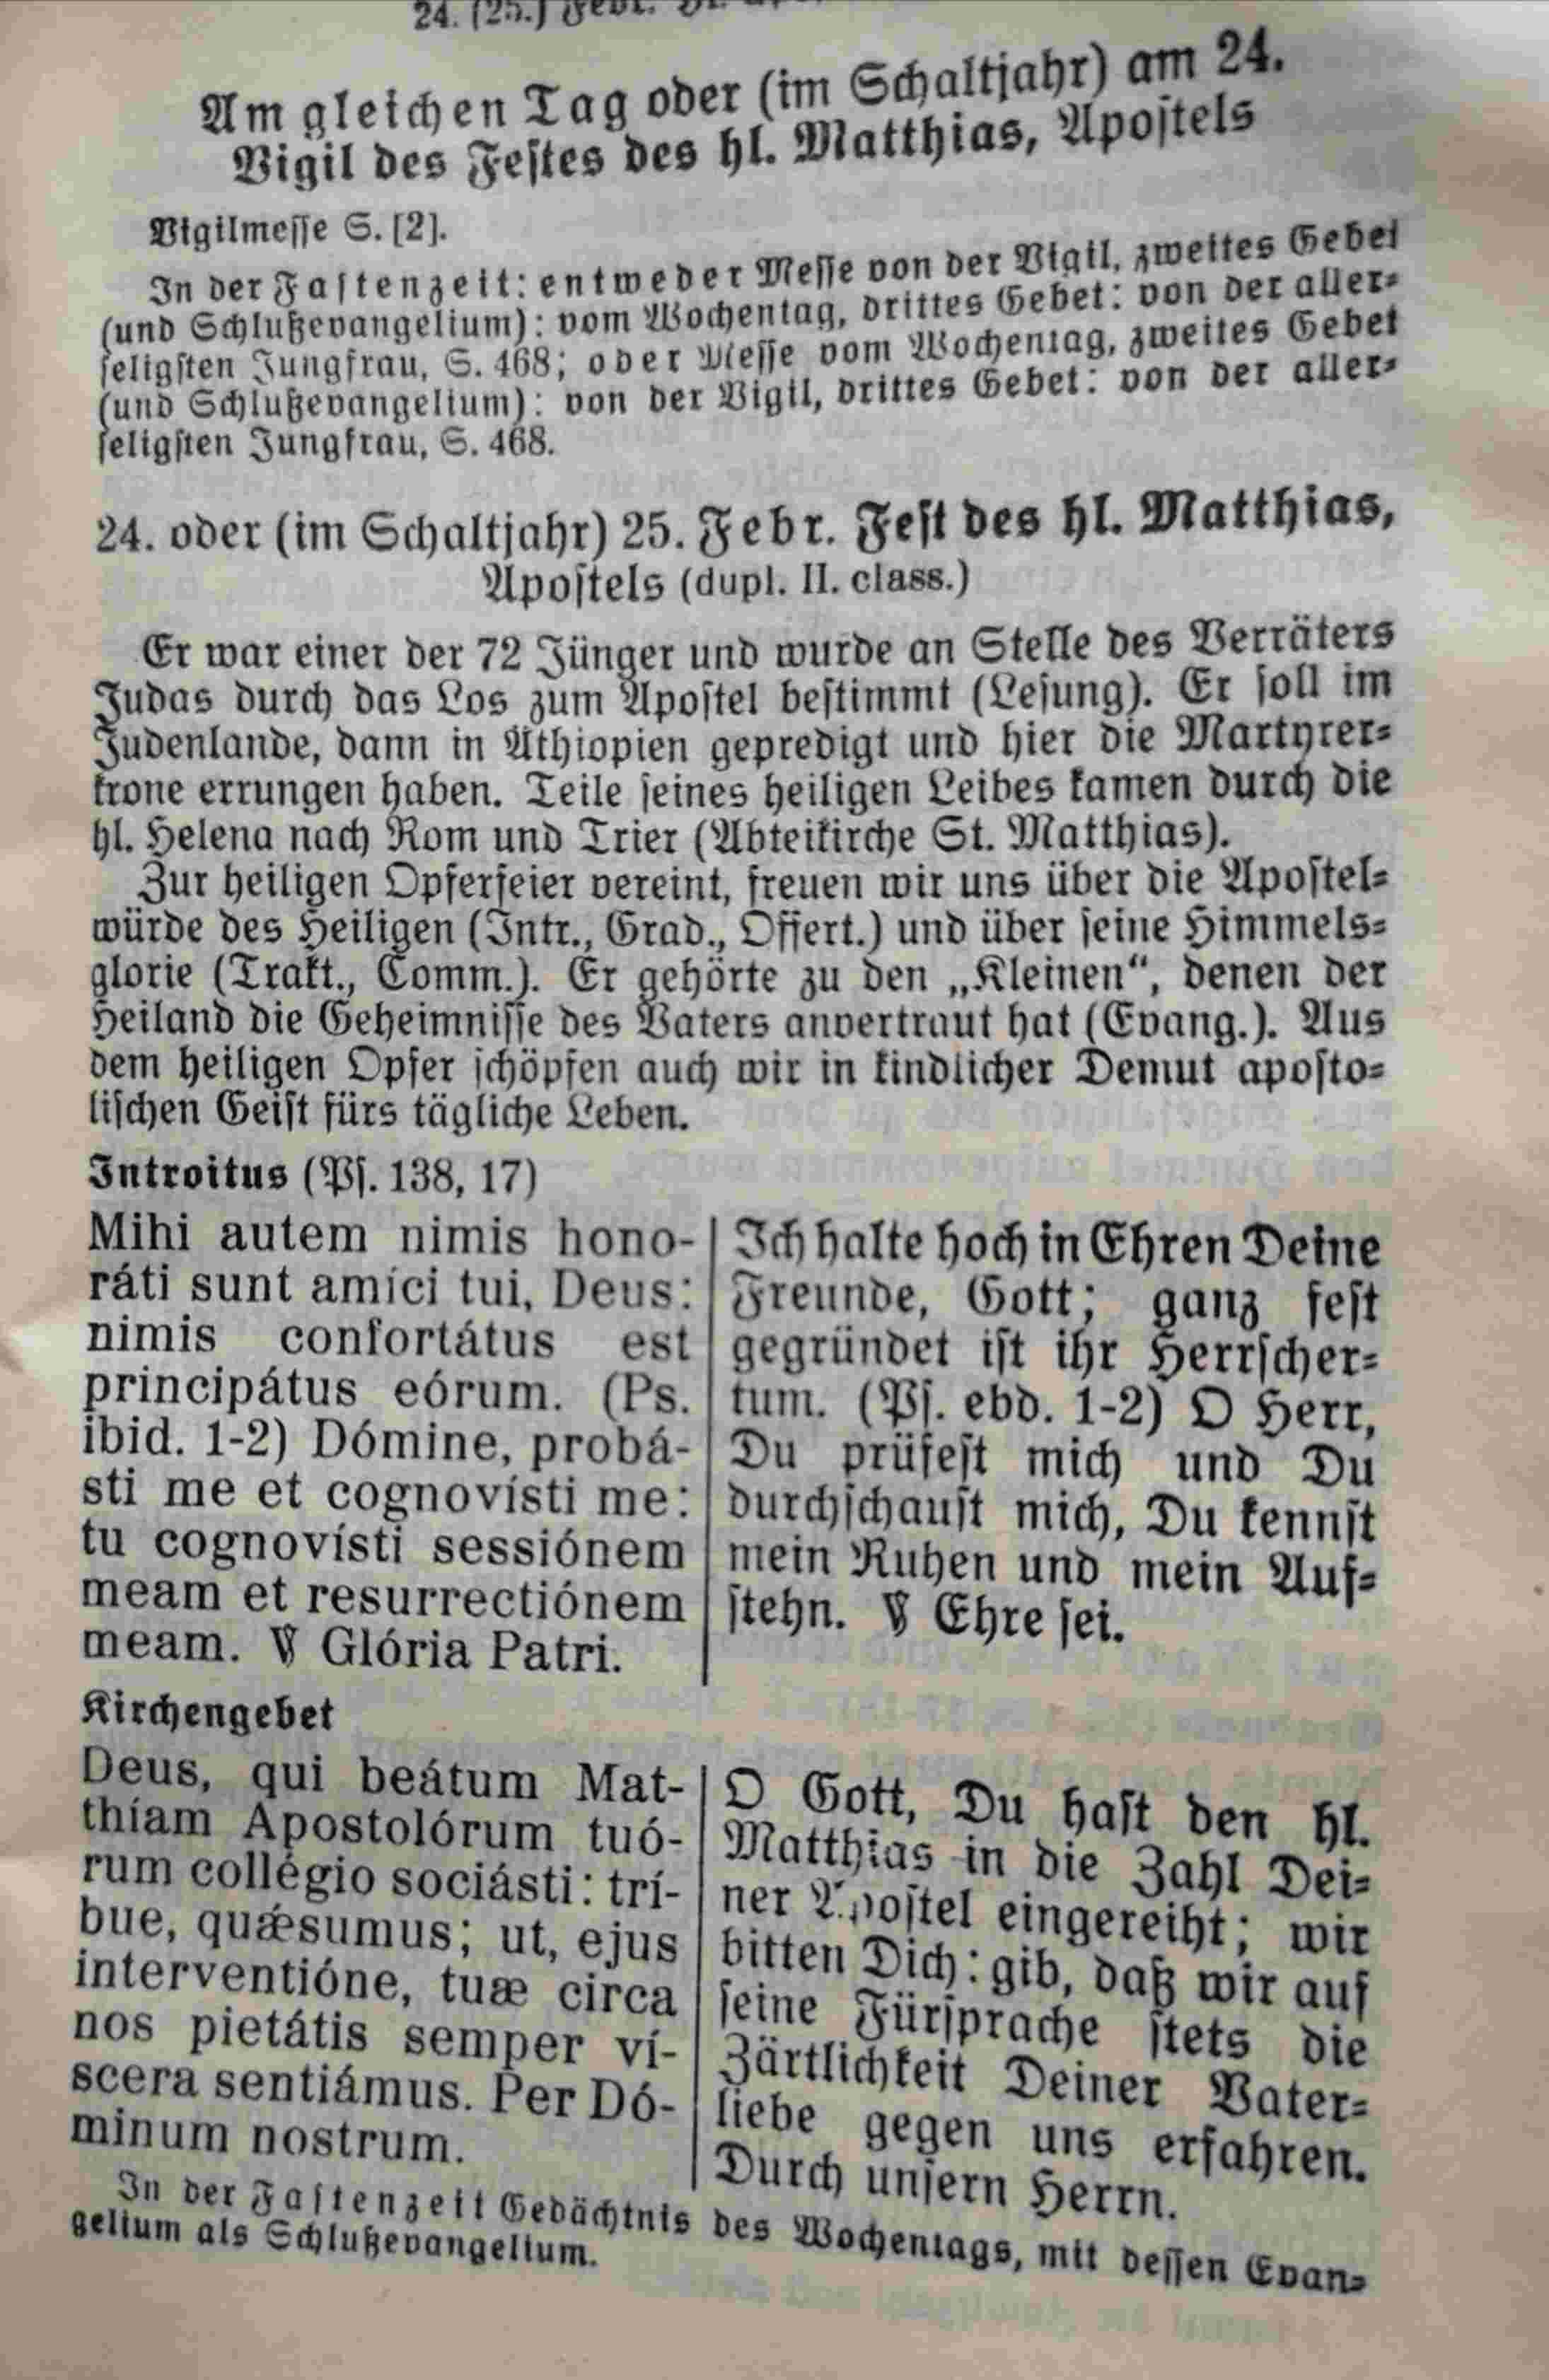 24. (25.) Febr.
Am gleichen Tag oder (im Schaltjahr) am 24.
Vigil des Festes des hl. Matthias, Apostels
Vigilmesse S. [2].
In der Fastenzeit: entweder Messe von der Vigil, zweites Gebet
(und Schlußevangelium): vom Wochentag, drittes Gebet: von der aller-
seligsten Jungfrau, S. 468; oder Messe vom Wochentag, zweites Gebet
(und Schlußevangelium): von der Vigil, drittes Gebet: von der aller-
seligsten Jungfrau, S. 468.
24. oder (im Schaltjahr) 25. Febr. Fest des hl. Matthias,
Apostels (dupl. II. class.)
Er war einer der 72 Jünger und wurde an Stelle des Verräters
Judas durch das Los zum Apostel bestimmt (Lesung). Er soll im
Judenlande, dann in Äthiopien gepredigt und hier die Martyrer-
krone errungen haben. Teile seines heiligen Leibes kamen durch die
hl. Helena nach Rom und Trier (Abteikirche St. Matthias).
Zur heiligen Opferfeier vereint, freuen wir uns über die Apostel-
würde des Heiligen (Intr., Grad., Offert.) und über seine Himmels-
glorie (Trakt., Comm.). Er gehörte zu den „Kleinen“, denen der
Heiland die Geheimnisse des Vaters anvertraut hat (Evang.). Aus
dem heiligen Opfer schöpfen auch wir in kindlicher Demut aposto-
lischen Geist fürs tägliche Leben.
Introitus (Ps. 138, 17)
Mihi autem nimis hono-
ráti sunt amíci tui, Deus:
nimis confortátus est
principátus eórum. (Ps.
ibid. 1-2) Dómine, probá-
sti me et cognovísti me:
tu cognovísti sessiónem
meam et resurrectiónem
meam. ℣ Glória Patri.
Ich halte hoch in Ehren Deine
Freunde, Gott; ganz fest
gegründet ist ihr Herrscher-
tum. (Ps. ebd. 1-2) O Herr,
Du prüfest mich und Du
durchschaust mich, Du kennst
mein Ruhen und mein Auf-
stehn. ℣ Ehre sei.
Kirchengebet
Deus, qui beátum Mat-
thíam Apostolórum tuó-
rum collégio sociásti: trí-
bue, quǽsumus; ut, ejus
interventióne, tuæ circa
nos pietátis semper ví-
scera sentiámus. Per Dó-
minum nostrum.
O Gott, Du hast den hl.
Matthias in die Zahl Dei-
ner Apostel eingereiht; wir
bitten Dich: gib, daß wir auf
seine Fürsprache stets die
Zärtlichkeit Deiner Vater-
liebe gegen uns erfahren.
Durch unsern Herrn.
In der Fastenzeit Gedächtnis des Wochentags, mit dessen Evan-
gelium als Schlußevangelium.